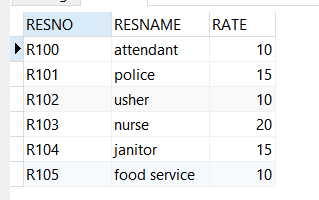 RESNO RESNAME RATE
R100 attendant 10
R101 police 15
R102 usher 10
R103 nurse 20
R104 janitor 15
R105 food service 10